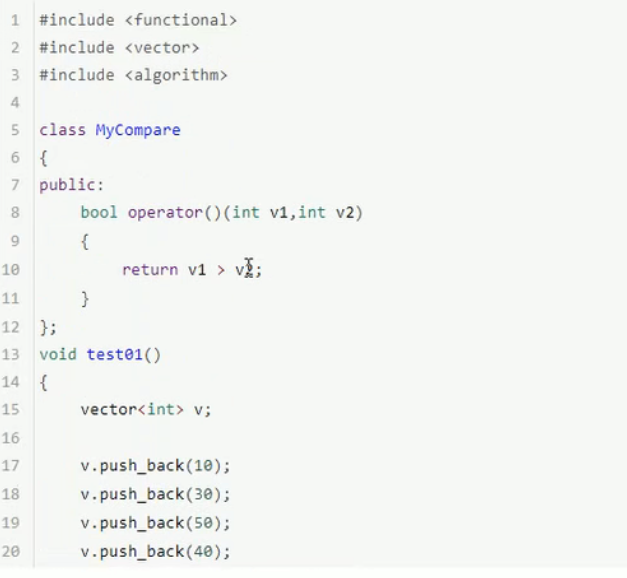 1 #include <functional>
2 #include <vector>
3 #include <algorithm>
4
5 class MyCompare
6 {
7 public:
8 bool operator()(int v1,int v2)
9 {
10 return v1 > v2;
11 }
12 };
13 void test01()
14 {
15 vector<int> v;
16
17 v.push_back(10);
18 v.push_back(30);
19 v.push_back(50);
20 v.push_back(40);